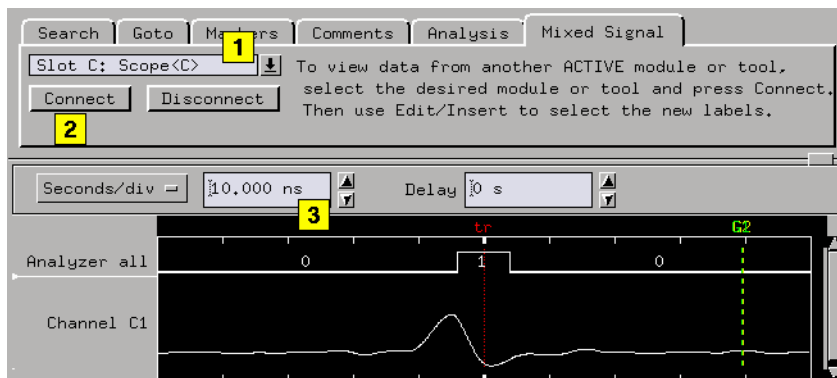 Search Goto Markers Comments Analysis Mixed Signal
1
Slot C: Scope<C>
To view data from another ACTIVE module or tool,
select the desired module or tool and press Connect.
Then use Edit/Insert to select the new labels.
Connect Disconnect
2
Seconds/div 10.000 ns Delay 0 s
3
tr G2
Analyzer all 0 1 0
Channel C1